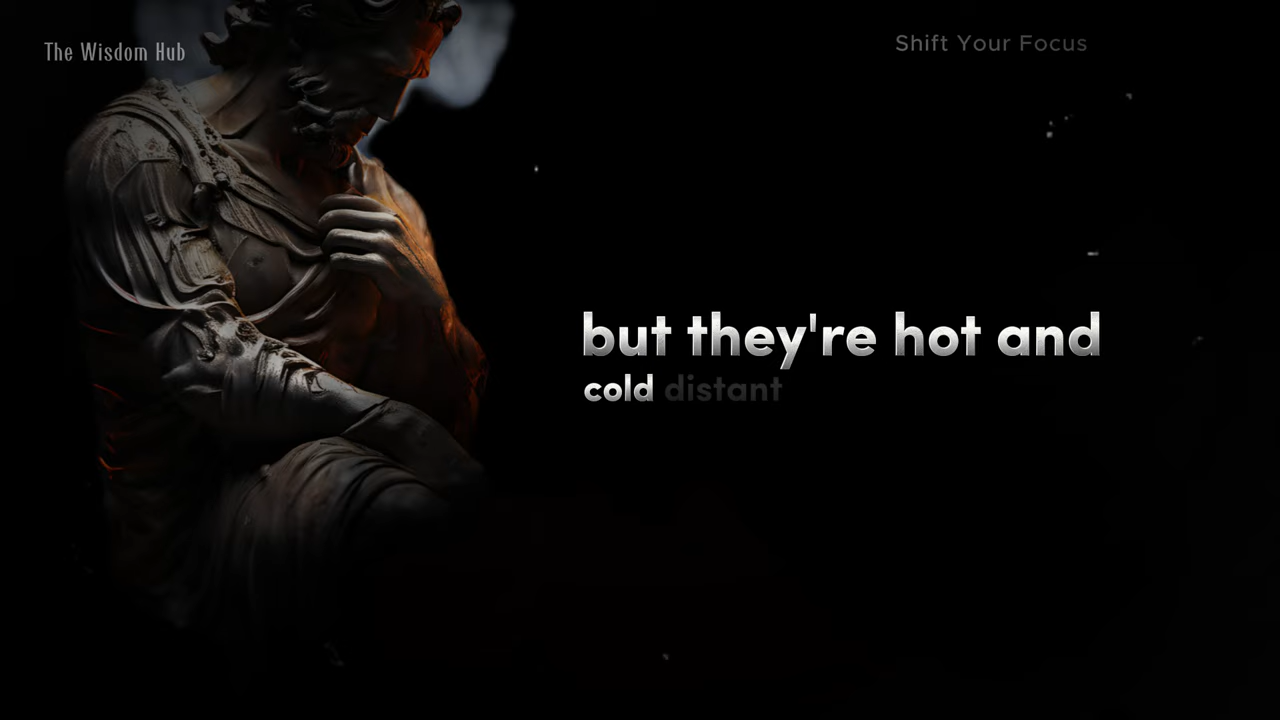 The Wisdom Hub
Shift Your Focus
but they're hot and
cold distant